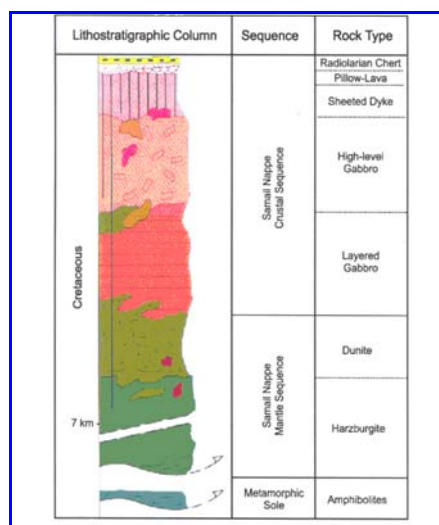 Lithostratigraphic Column
Sequence
Rock Type
Radiolarian Chert
Pillow-Lava
Sheeted Dyke
High-level
Gabbro
Layered
Gabbro
Dunite
Harzburgite
Amphibolites
Samail Nappe
Crustal Sequence
Samail Nappe
Mantle Sequence
Metamorphic
Sole
Cretaceous
7 km